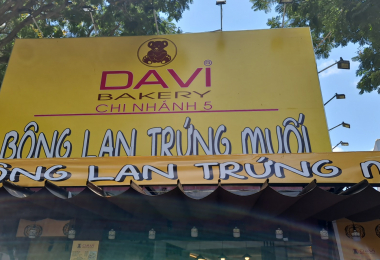 DAVI®
BAKERY
CHI NHÁNH 5
BÔNG LAN TRỨNG MUỐI
BÔNG LAN TRỨNG